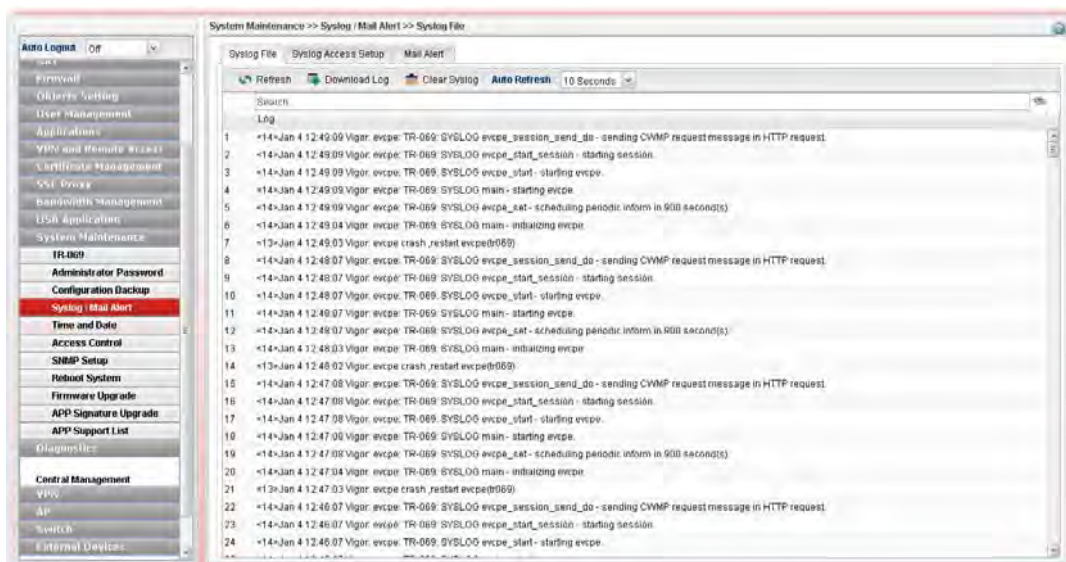 System Maintenance >> Syslog / Mail Alert >> Syslog File
Auto Logout Off
Firewall
Objects Setting
User Management
Applications
VPN and Remote Access
Certificate Management
SSL Proxy
Bandwidth Management
USB Application
System Maintenance
TR-069
Administrator Password
Configuration Backup
Syslog / Mail Alert
Time and Date
Access Control
SNMP Setup
Reboot System
Firmware Upgrade
APP Signature Upgrade
APP Support List
Diagnostics
Central Management
VPN
AP
Switch
External Devices
Syslog File Syslog Access Setup Mail Alert
Refresh Download Log Clear Syslog Auto Refresh 10 Seconds
Search
Log
1 <14>Jan 4 12:49:09 Vigor: evcpe: TR-069: SYSLOG evcpe_session_send_do - sending CWMP request message in HTTP request.
2 <14>Jan 4 12:49:09 Vigor: evcpe: TR-069: SYSLOG evcpe_start_session - starting session.
3 <14>Jan 4 12:49:09 Vigor: evcpe: TR-069: SYSLOG evcpe_start - starting evcpe.
4 <14>Jan 4 12:49:09 Vigor: evcpe: TR-069: SYSLOG main - starting evcpe.
5 <14>Jan 4 12:49:09 Vigor: evcpe: TR-069: SYSLOG evcpe_set - scheduling periodic inform in 900 second(s)
6 <14>Jan 4 12:49:04 Vigor: evcpe: TR-069: SYSLOG main - initializing evcpe
7 <13>Jan 4 12:49:03 Vigor: evcpe crash ,restart evcpe(tr069)
8 <14>Jan 4 12:48:07 Vigor: evcpe: TR-069: SYSLOG evcpe_session_send_do - sending CWMP request message in HTTP request.
9 <14>Jan 4 12:48:07 Vigor: evcpe: TR-069: SYSLOG evcpe_start_session - starting session.
10 <14>Jan 4 12:48:07 Vigor: evcpe: TR-069: SYSLOG evcpe_start - starting evcpe.
11 <14>Jan 4 12:48:07 Vigor: evcpe: TR-069: SYSLOG main - starting evcpe.
12 <14>Jan 4 12:48:07 Vigor: evcpe: TR-069: SYSLOG evcpe_set - scheduling periodic inform in 900 second(s)
13 <14>Jan 4 12:48:03 Vigor: evcpe: TR-069: SYSLOG main - initializing evcpe
14 <13>Jan 4 12:48:02 Vigor: evcpe crash ,restart evcpe(tr069)
15 <14>Jan 4 12:47:08 Vigor: evcpe: TR-069: SYSLOG evcpe_session_send_do - sending CWMP request message in HTTP request.
16 <14>Jan 4 12:47:08 Vigor: evcpe: TR-069: SYSLOG evcpe_start_session - starting session.
17 <14>Jan 4 12:47:08 Vigor: evcpe: TR-069: SYSLOG evcpe_start - starting evcpe.
18 <14>Jan 4 12:47:08 Vigor: evcpe: TR-069: SYSLOG main - starting evcpe.
19 <14>Jan 4 12:47:08 Vigor: evcpe: TR-069: SYSLOG evcpe_set - scheduling periodic inform in 900 second(s)
20 <14>Jan 4 12:47:04 Vigor: evcpe: TR-069: SYSLOG main - initializing evcpe
21 <13>Jan 4 12:47:03 Vigor: evcpe crash ,restart evcpe(tr069)
22 <14>Jan 4 12:46:07 Vigor: evcpe: TR-069: SYSLOG evcpe_session_send_do - sending CWMP request message in HTTP request.
23 <14>Jan 4 12:46:07 Vigor: evcpe: TR-069: SYSLOG evcpe_start_session - starting session.
24 <14>Jan 4 12:46:07 Vigor: evcpe: TR-069: SYSLOG evcpe_start - starting evcpe.